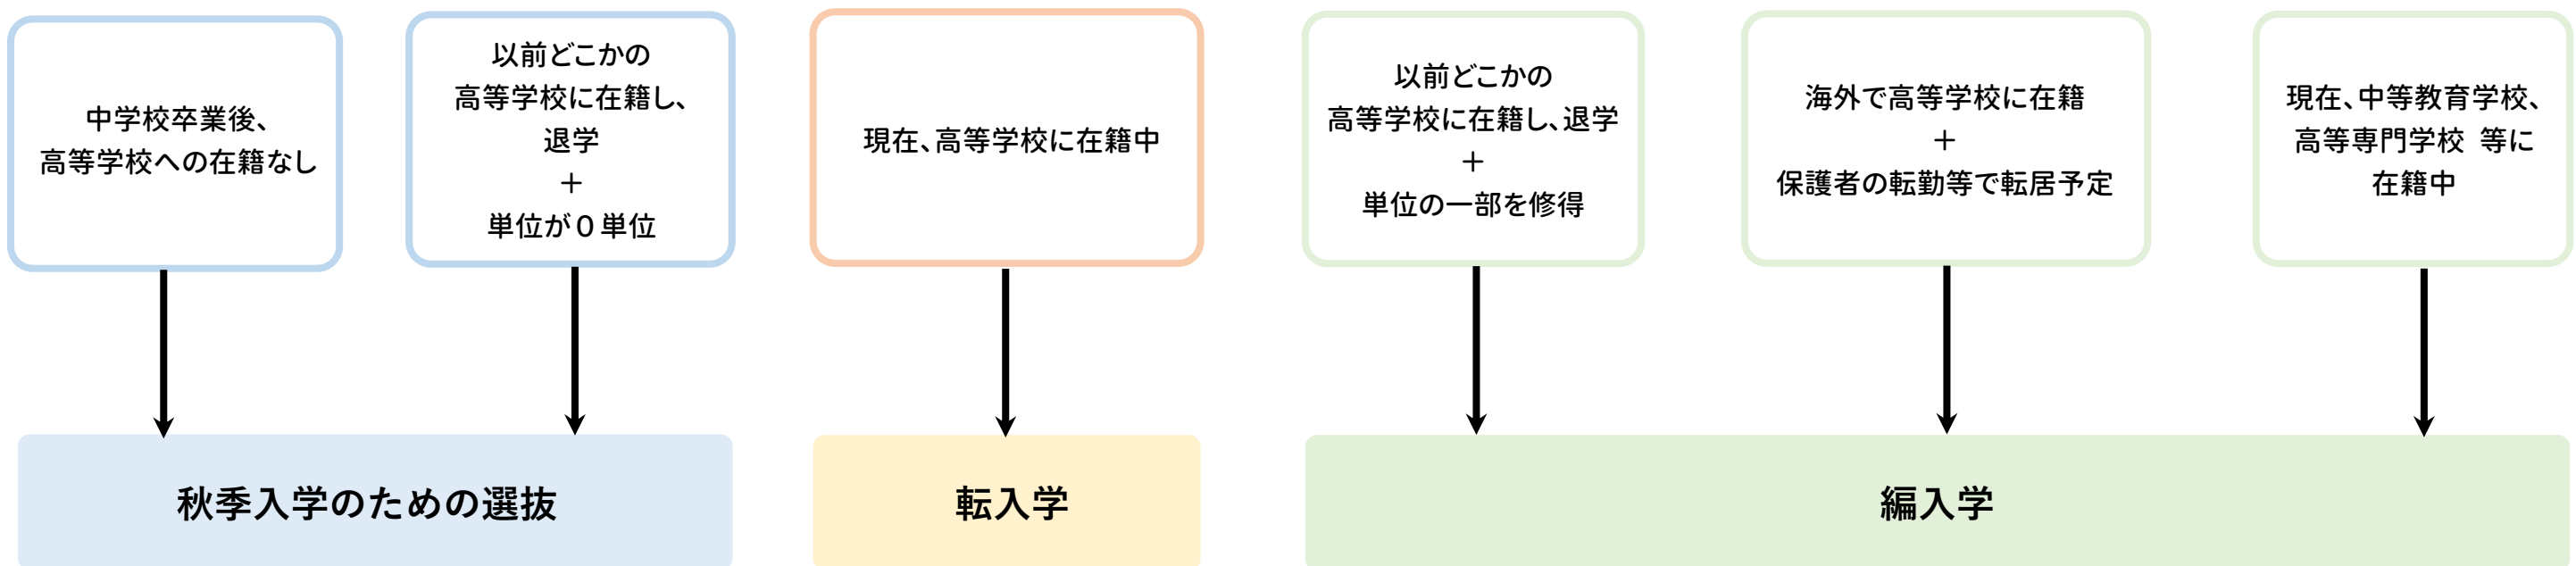 中学校卒業後、
高等学校への在籍なし
以前どこかの
高等学校に在籍し、
退学
＋
単位が０単位
現在、高等学校に在籍中
以前どこかの
高等学校に在籍し、退学
＋
単位の一部を修得
海外で高等学校に在籍
＋
保護者の転勤等で転居予定
現在、中等教育学校、
高等専門学校 等に
在籍中
秋季入学のための選抜
転入学
編入学